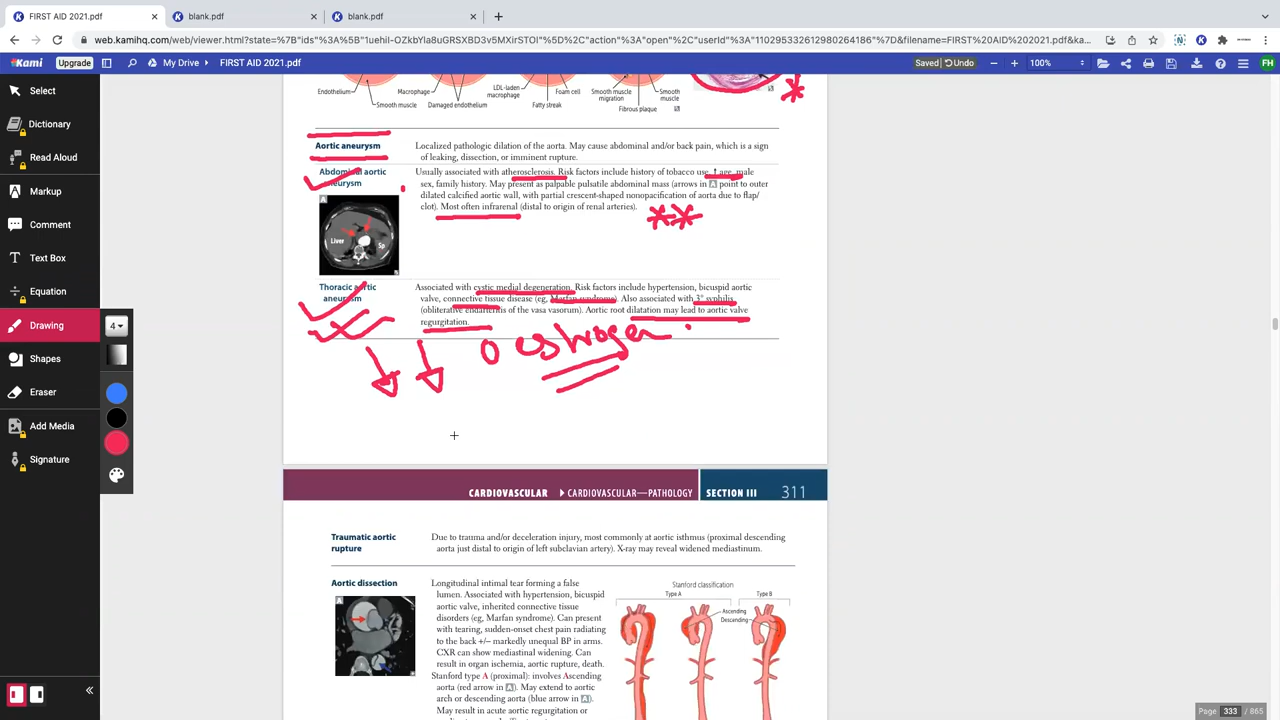 FIRST AID 2021.pdf
blank.pdf
blank.pdf
web.kamihq.com/web/viewer.html?state=%7B"ids"%3A%5B"1uehiI-OZkbYIa8uGRSXBD3v5MXirSTOI"%5D%2C"action"%3A"open"%2C"userId"%3A"110295332612980264186"%7D&filename=FIRST%20AID%202021.pdf&ka...
Kami
Upgrade
My Drive
FIRST AID 2021.pdf
Saved
Undo
100%
FH
Select
Dictionary
Read Aloud
Markup
Comment
Text Box
Equation
Drawing
Shapes
Eraser
Add Media
Signature
4
Endothelium
Smooth muscle
Macrophage
Damaged endothelium
LDL-laden
macrophage
Fatty streak
Foam cell
Smooth muscle
migration
Fibrous plaque
Smooth
muscle
Aortic aneurysm
Localized pathologic dilation of the aorta. May cause abdominal and/or back pain, which is a sign
of leaking, dissection, or imminent rupture.
Abdominal aortic
aneurysm
Usually associated with atherosclerosis. Risk factors include history of tobacco use, ↑ age, male
sex, family history. May present as palpable pulsatile abdominal mass (arrows in A point to outer
dilated calcified aortic wall, with partial crescent-shaped nonopacification of aorta due to flap/
clot). Most often infrarenal (distal to origin of renal arteries).
A
Liver
Sp
Thoracic aortic
aneurysm
Associated with cystic medial degeneration. Risk factors include hypertension, bicuspid aortic
valve, connective tissue disease (eg, Marfan syndrome). Also associated with 3° syphilis
(obliterative endarteritis of the vasa vasorum). Aortic root dilatation may lead to aortic valve
regurgitation.
estrogen
CARDIOVASCULAR ▶ CARDIOVASCULAR—PATHOLOGY SECTION III 311
Traumatic aortic
rupture
Due to trauma and/or deceleration injury, most commonly at aortic isthmus (proximal descending
aorta just distal to origin of left subclavian artery). X-ray may reveal widened mediastinum.
Aortic dissection
Longitudinal intimal tear forming a false
lumen. Associated with hypertension, bicuspid
aortic valve, inherited connective tissue
disorders (eg, Marfan syndrome). Can present
with tearing, sudden-onset chest pain radiating
to the back +/− markedly unequal BP in arms.
CXR can show mediastinal widening. Can
result in organ ischemia, aortic rupture, death.
Stanford type A (proximal): involves Ascending
aorta (red arrow in A). May extend to aortic
arch or descending aorta (blue arrow in A).
May result in acute aortic regurgitation or
A
Stanford classification
Type A
Type B
Ascending
Descending
Page 333 / 865